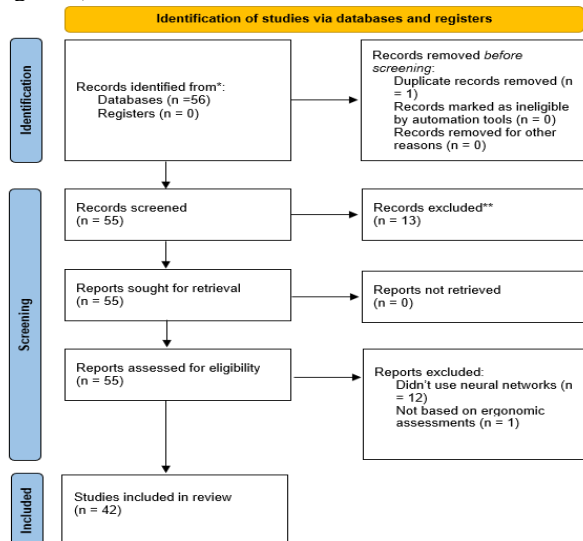 Identification of studies via databases and registers
Identification
Records identified from*:
Databases (n =56)
Registers (n = 0)
Records removed before
screening:
Duplicate records removed (n
= 1)
Records marked as ineligible
by automation tools (n = 0)
Records removed for other
reasons (n = 0)
Screening
Records screened
(n = 55)
Records excluded**
(n = 13)
Reports sought for retrieval
(n = 55)
Reports not retrieved
(n = 0)
Reports assessed for eligibility
(n = 55)
Reports excluded:
Didn't use neural networks (n
= 12)
Not based on ergonomic
assessments (n = 1)
Included
Studies included in review
(n = 42)